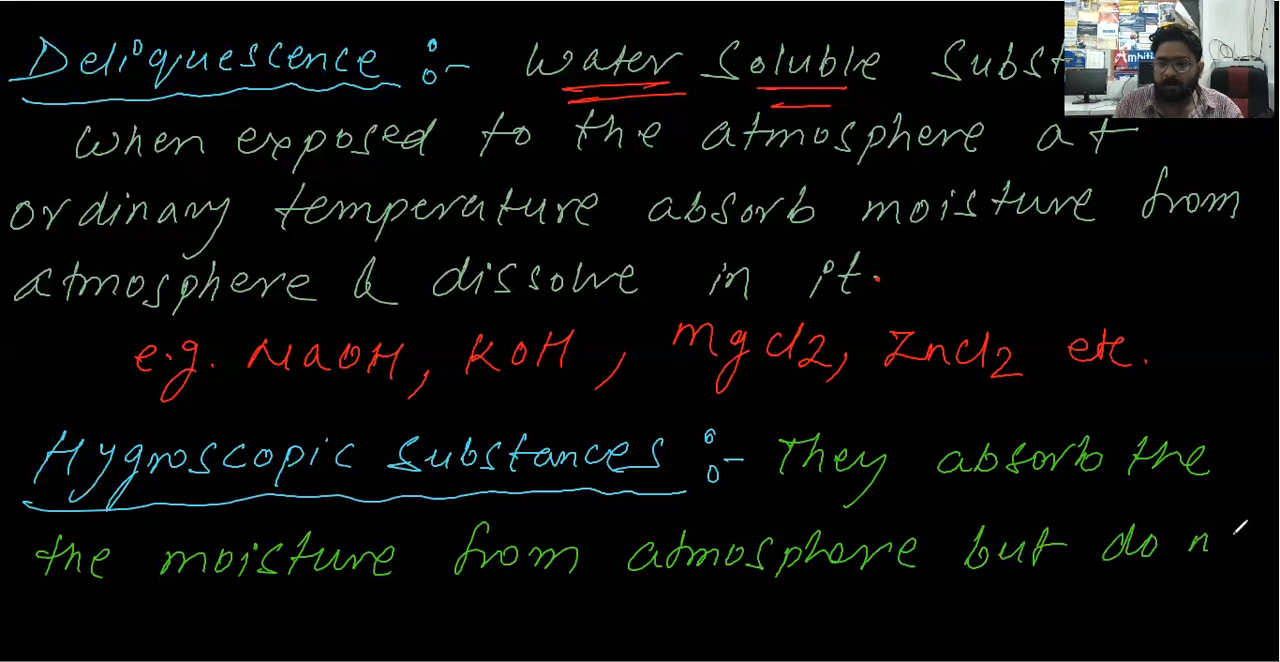 Deliquescence :- Water Soluble Subst
when exposed to the atmosphere at
ordinary temperature absorb moisture from
atmosphere & dissolve in it.
e.g. NaOH, KOH, MgCl2, ZnCl2 etc.
Hygroscopic Substances :- They absorb the
the moisture from atmosphere but do n
Ambiti